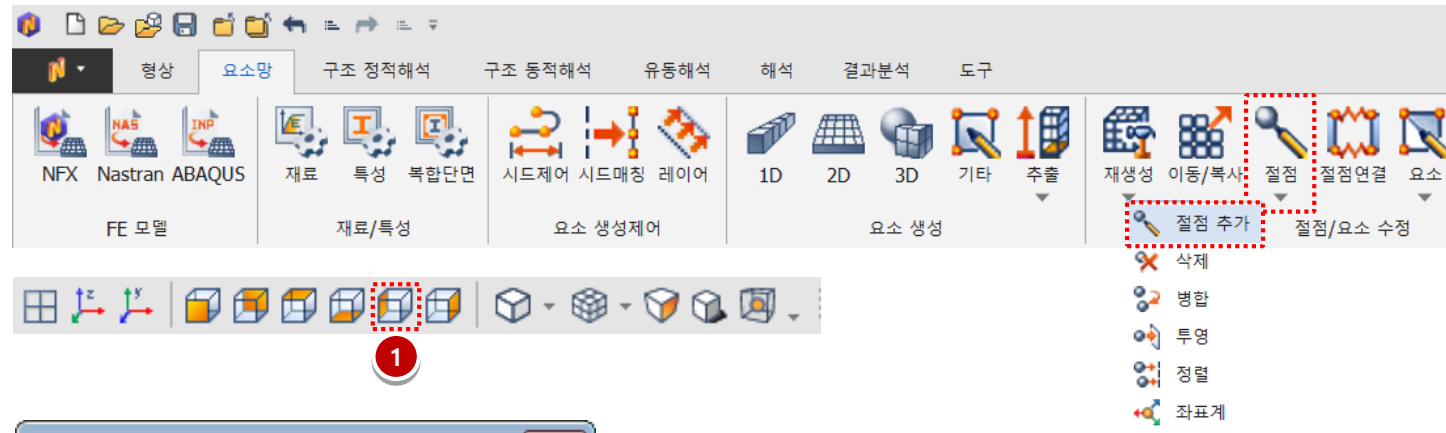 형상 요소망 구조 정적해석 구조 동적해석 유동해석 해석 결과분석 도구
NAS INP
NFX Nastran ABAQUS 재료 특성 복합단면 시드제어 시드매칭 레이어 1D 2D 3D 기타 추출 재생성 이동/복사 절점 절점연결 요소
FE 모델 재료/특성 요소 생성제어 요소 생성 절점/요소 수정
절점 추가
삭제
병합
투영
정렬
좌표계
z Y
1